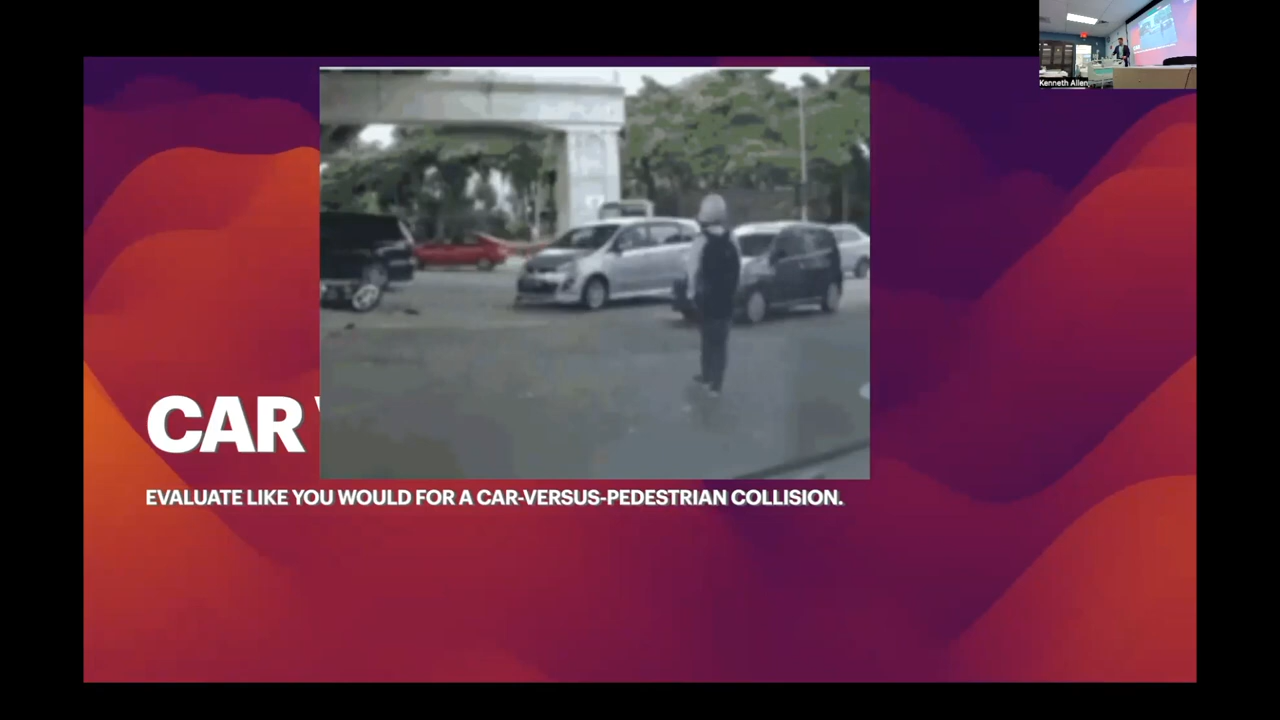 Kenneth Allen
CAR
EVALUATE LIKE YOU WOULD FOR A CAR-VERSUS-PEDESTRIAN COLLISION.